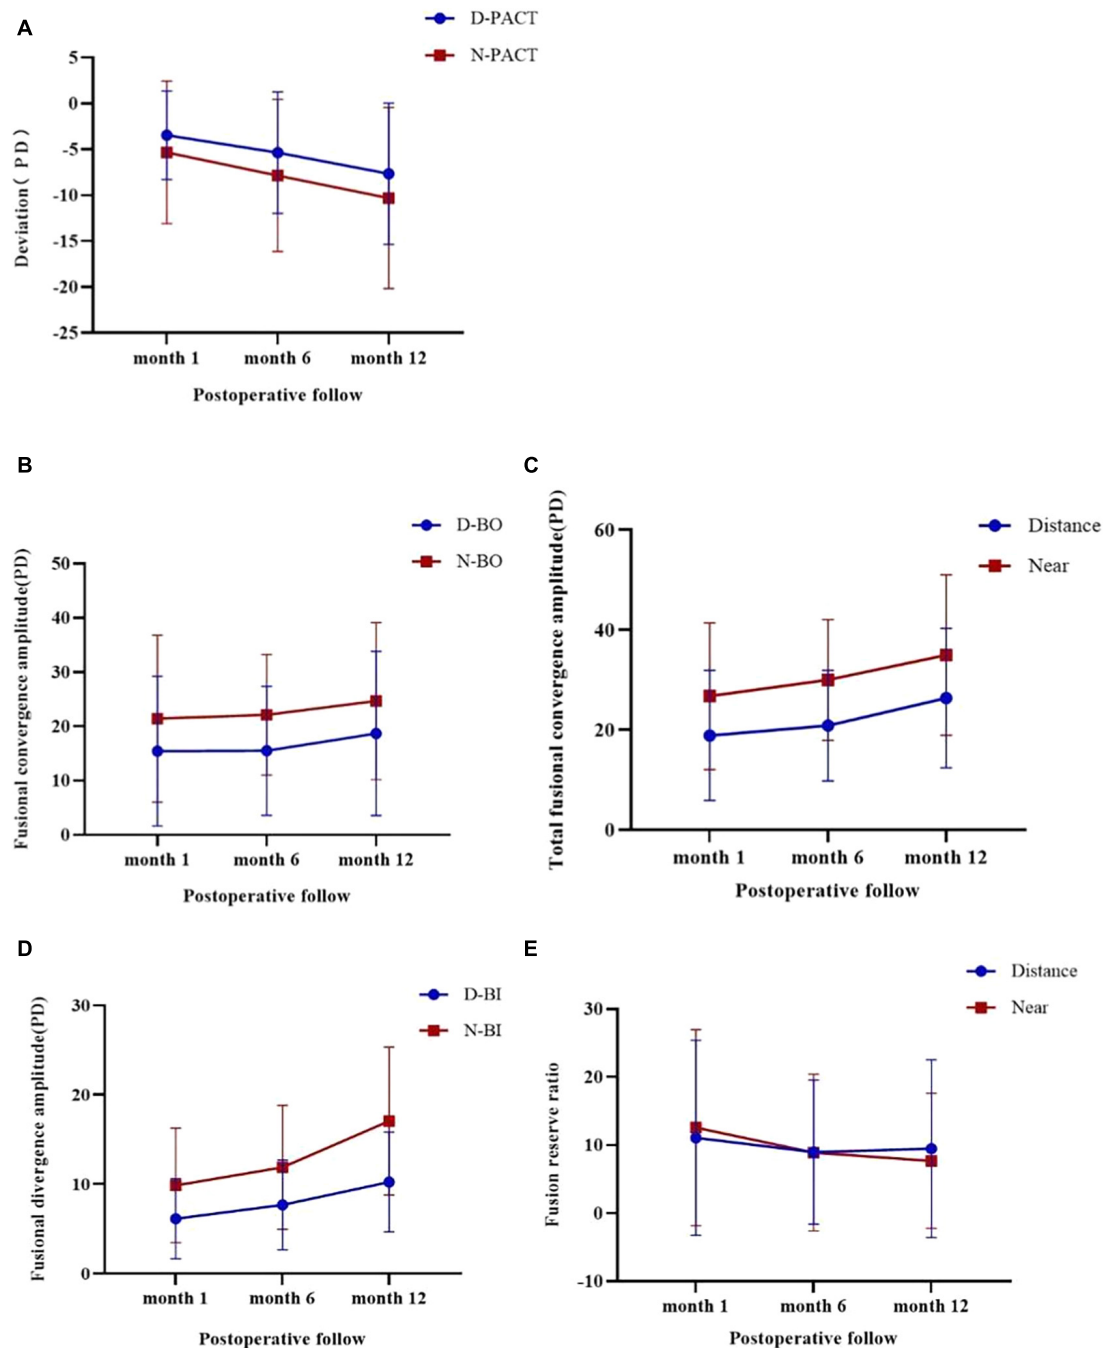 A
D-PACT
N-PACT
Deviation( PD)
5
0
-5
-10
-15
-20
-25
month 1
month 6
month 12
Postoperative follow
B
D-BO
N-BO
Fusional convergence amplitude(PD)
50
40
30
20
10
0
month 1
month 6
month 12
Postoperative follow
C
Distance
Near
Total fusional convergence amplitude(PD)
60
40
20
0
month 1
month 6
month 12
Postoperative follow
D
D-BI
N-BI
Fusional divergence amplitude(PD)
30
20
10
0
month 1
month 6
month 12
Postoperative follow
E
Distance
Near
Fusion reserve ratio
30
20
10
0
-10
month 1
month 6
month 12
Postoperative follow